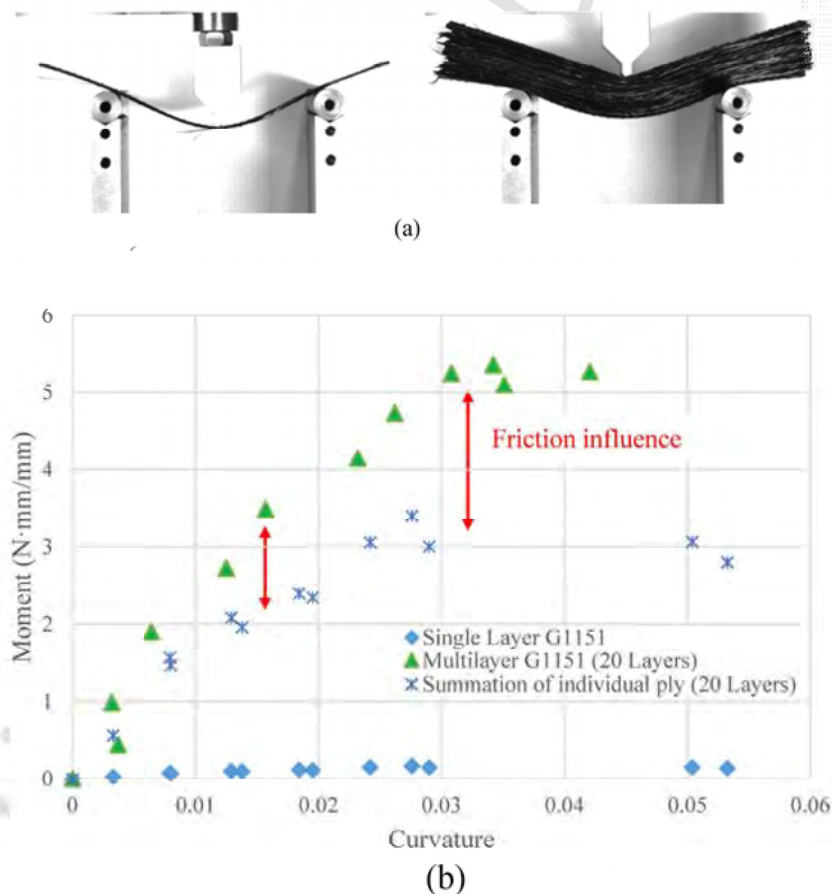 (a)
6
5
4
3
2
1
0
Moment (N·mm/mm)
Friction influence
Single Layer G1151
Multilayer G1151 (20 Layers)
Summation of individual ply (20 Layers)
0 0.01 0.02 0.03 0.04 0.05 0.06
Curvature
(b)